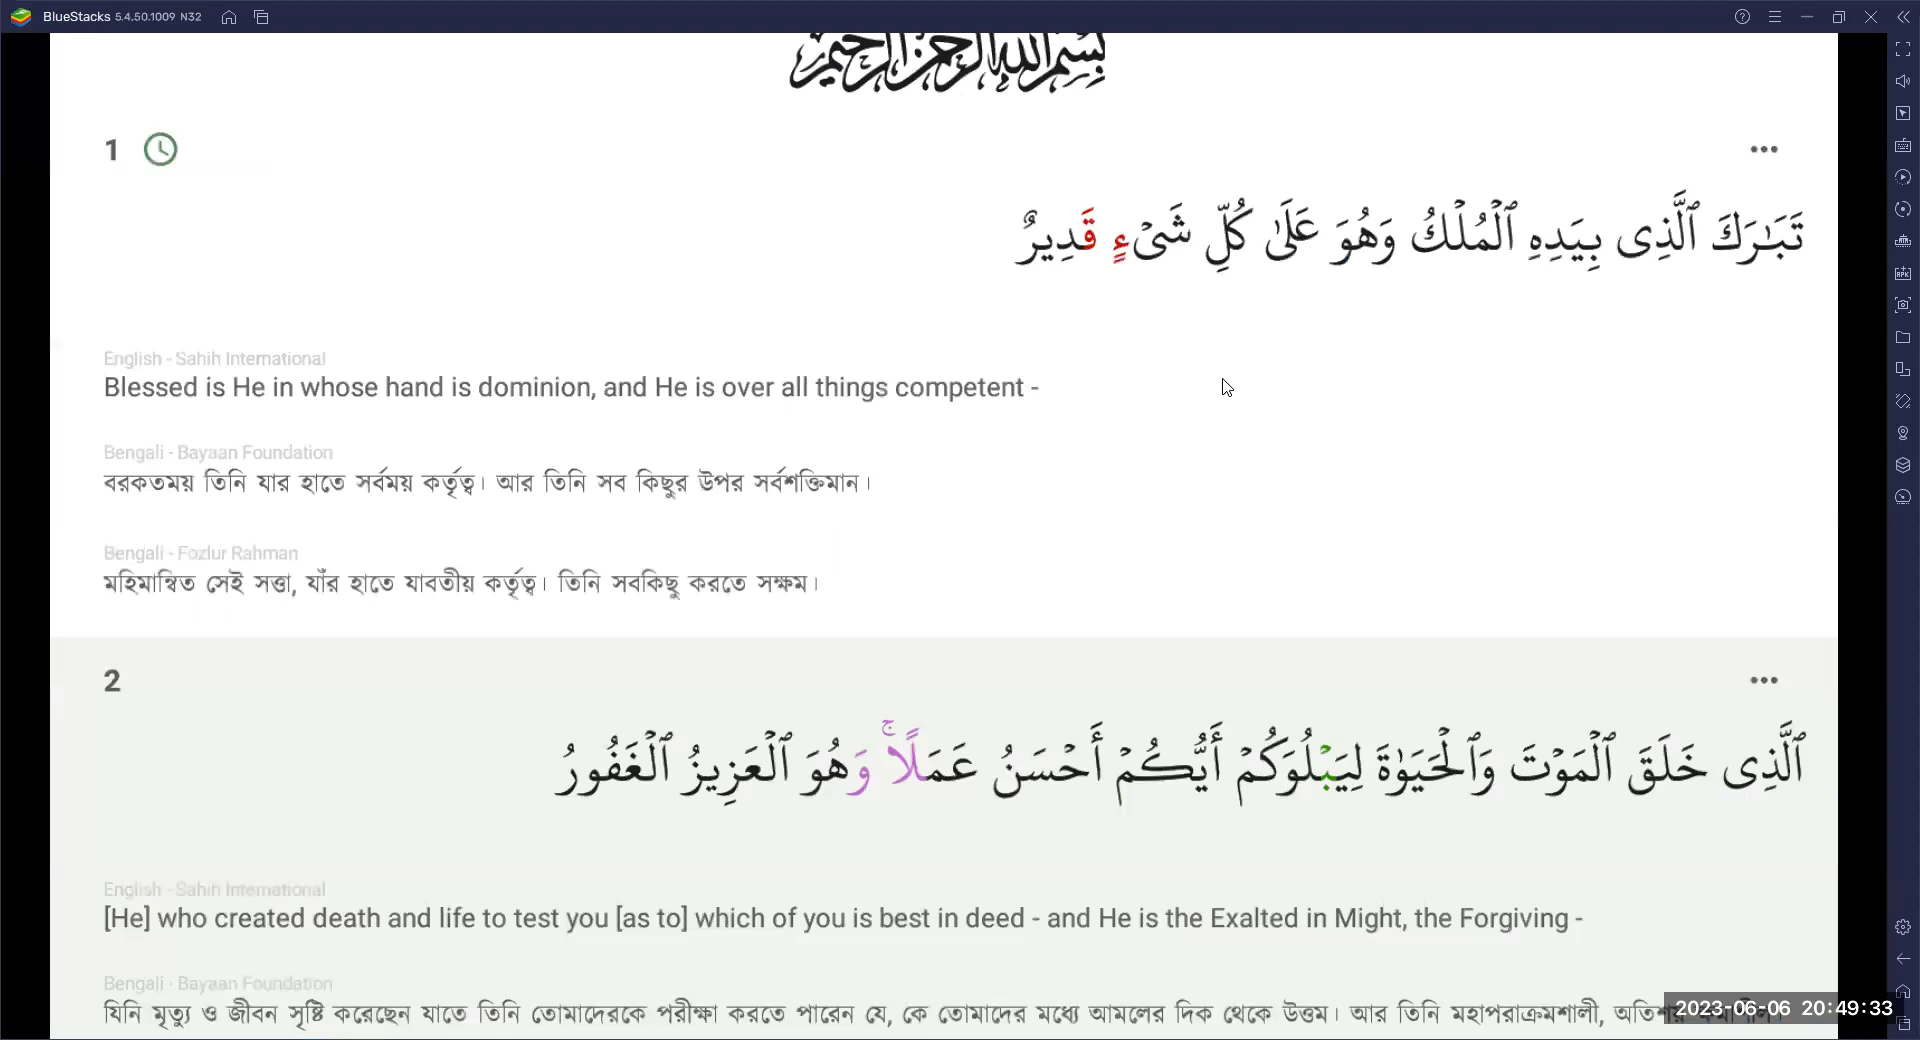 BlueStacks 5.4.50.1009 N32
بِسْمِ ٱللَّهِ ٱلرَّحْمَٰنِ ٱلرَّحِيمِ
1
تَبَـٰرَكَ ٱلَّذِى بِيَدِهِ ٱلْمُلْكُ وَهُوَ عَلَىٰ كُلِّ شَىْءٍ قَدِيرٌ
English - Sahih International
Blessed is He in whose hand is dominion, and He is over all things competent -
Bengali - Bayaan Foundation
বরকতময় তিনি যার হাতে সর্বময় কর্তৃত্ব। আর তিনি সব কিছুর উপর সর্বশক্তিমান।
Bengali - Fozlur Rahman
মহিমান্বিত সেই সত্তা, যাঁর হাতে যাবতীয় কর্তৃত্ব। তিনি সবকিছু করতে সক্ষম।
2
ٱلَّذِى خَلَقَ ٱلْمَوْتَ وَٱلْحَيَوٰةَ لِيَبْلُوَكُمْ أَيُّكُمْ أَحْسَنُ عَمَلًا ۚ وَهُوَ ٱلْعَزِيزُ ٱلْغَفُورُ
English - Sahih International
[He] who created death and life to test you [as to] which of you is best in deed - and He is the Exalted in Might, the Forgiving -
Bengali - Bayaan Foundation
যিনি মৃত্যু ও জীবন সৃষ্টি করেছেন যাতে তিনি তোমাদেরকে পরীক্ষা করতে পারেন যে, কে তোমাদের মধ্যে আমলের দিক থেকে উত্তম। আর তিনি মহাপরাক্রমশালী,
2023-06-06 20:49:33